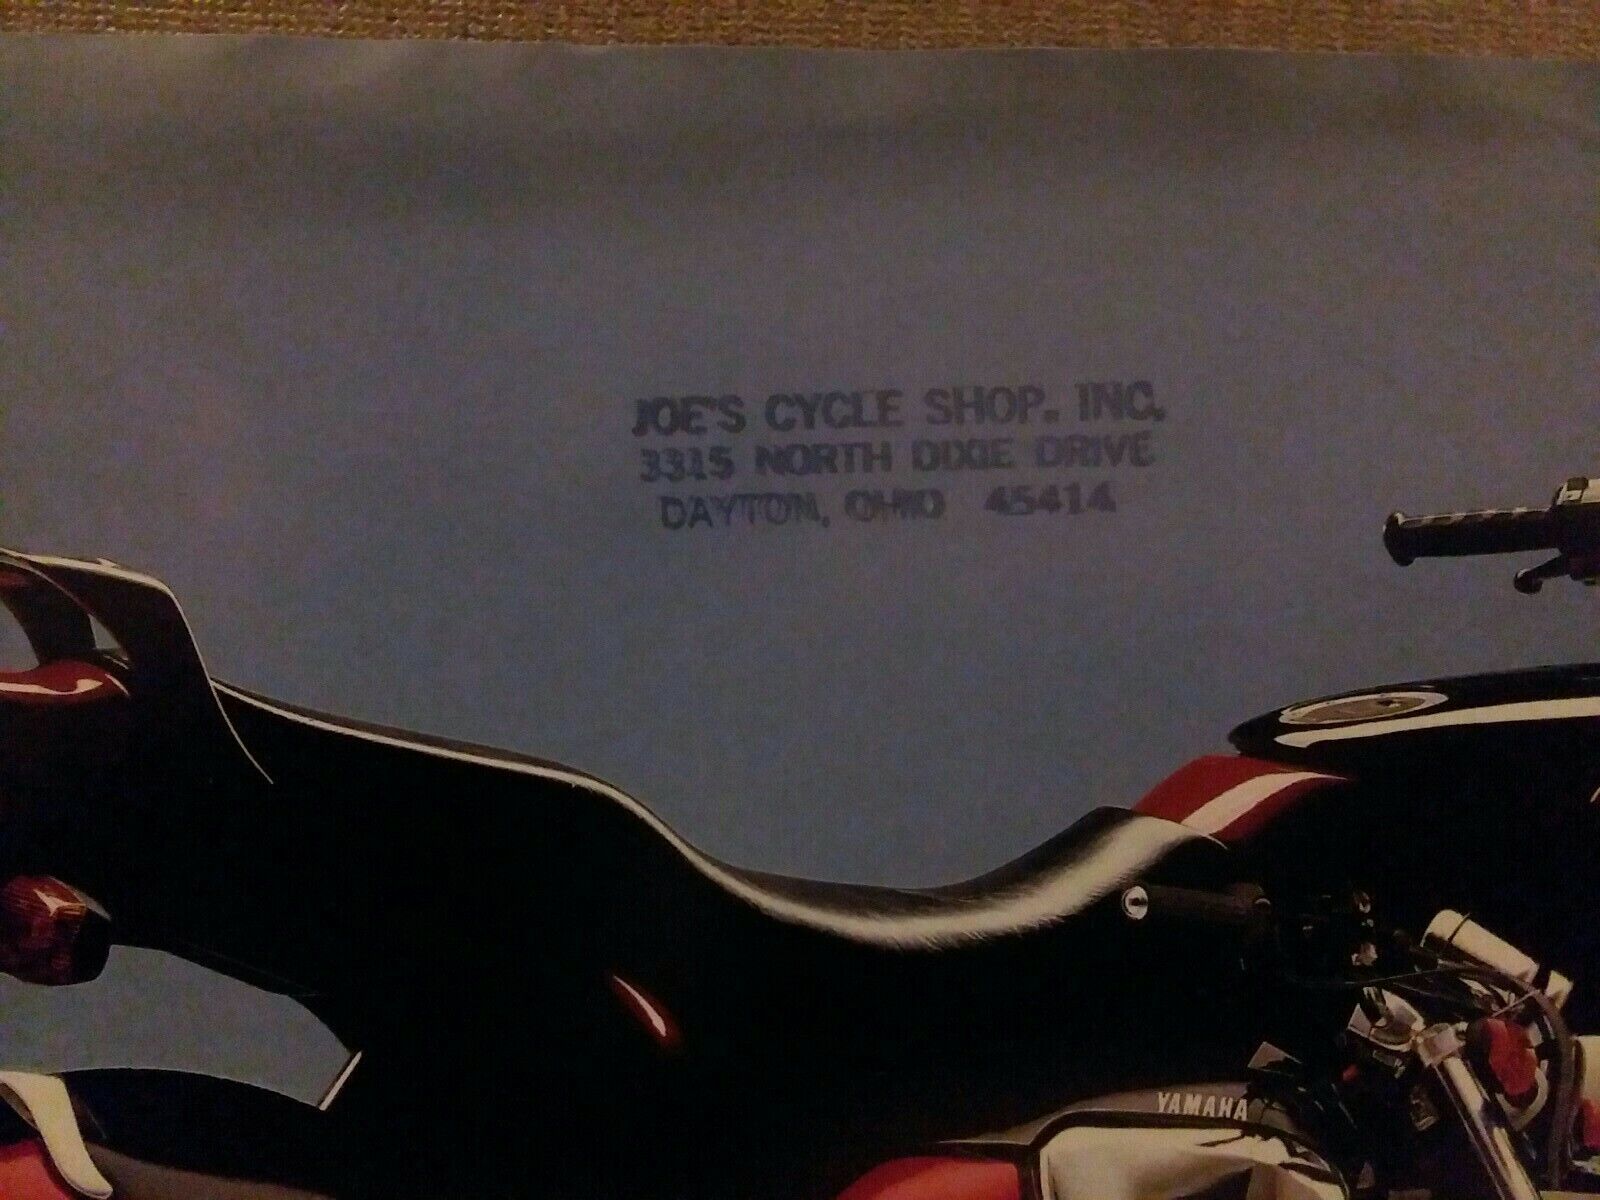 JOE'S CYCLE SHOP. INC.
3315 NORTH DIXIE DRIVE
DAYTON, OHIO 45414
YAMAHA